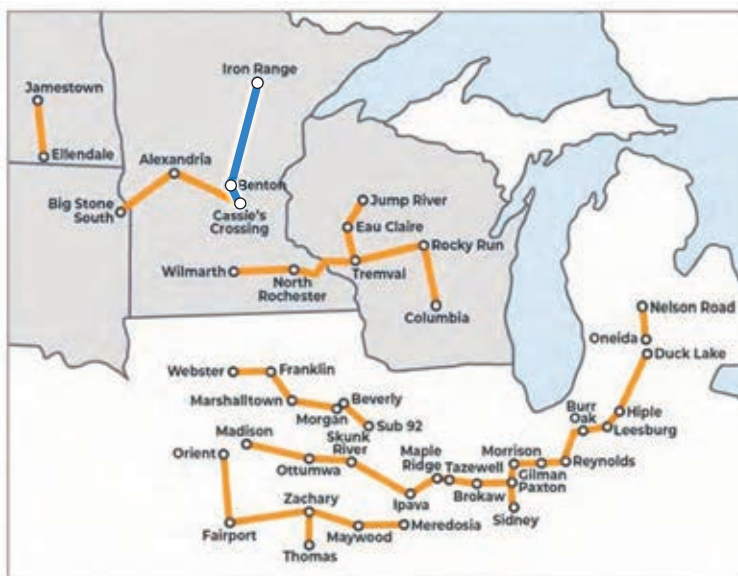 Iron Range
Jamestown
Ellendale
Alexandria
Benton
Big Stone
South
Cassie's
Crossing
Jump River
Eau Claire
Rocky Run
Wilmarth
North
Rochester
Tremval
Columbia
Nelson Road
Oneida
Duck Lake
Webster
Franklin
Marshalltown
Beverly
Morgan
Sub 92
Burr
Oak
Hiple
Leesburg
Madison
Skunk
River
Orient
Ottumwa
Maple
Ridge
Tazewell
Morrison
Reynolds
Gilman
Paxton
Brokaw
Ipava
Sidney
Zachary
Fairport
Maywood
Meredosia
Thomas